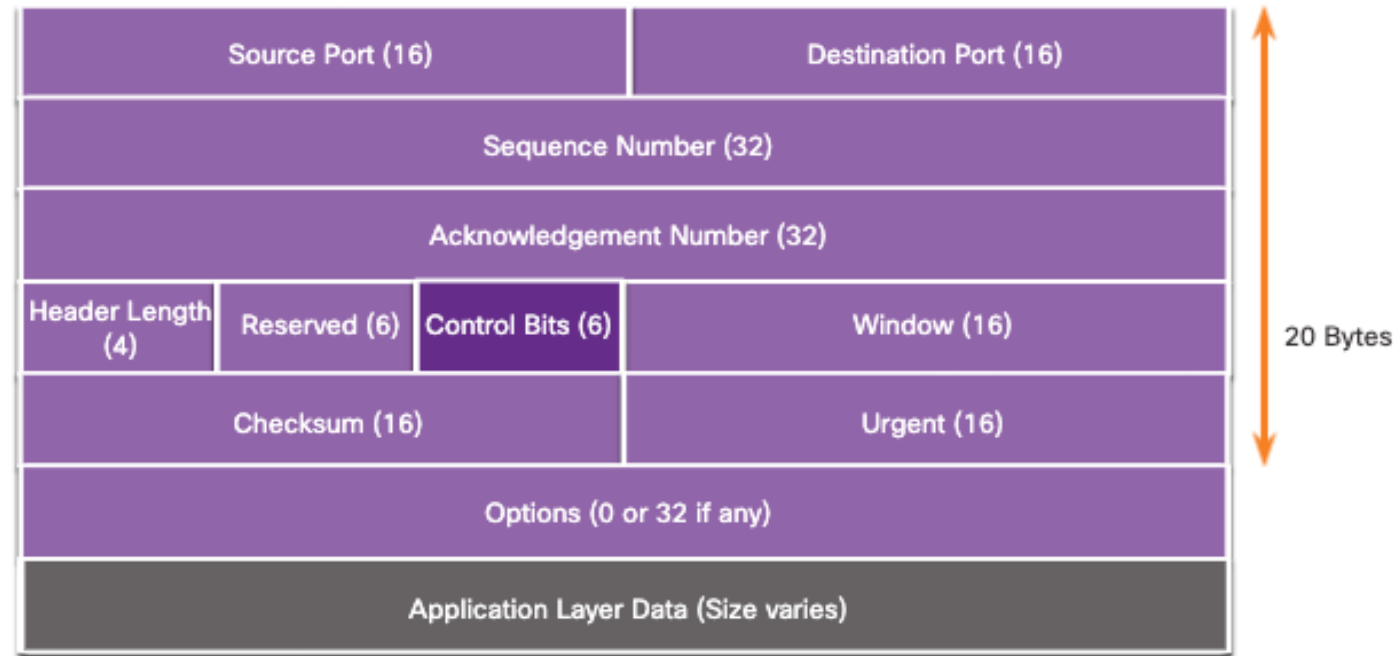 Source Port (16)
Destination Port (16)
Sequence Number (32)
Acknowledgement Number (32)
Header Length
(4)
Reserved (6)
Control Bits (6)
Window (16)
20 Bytes
Checksum (16)
Urgent (16)
Options (0 or 32 if any)
Application Layer Data (Size varies)